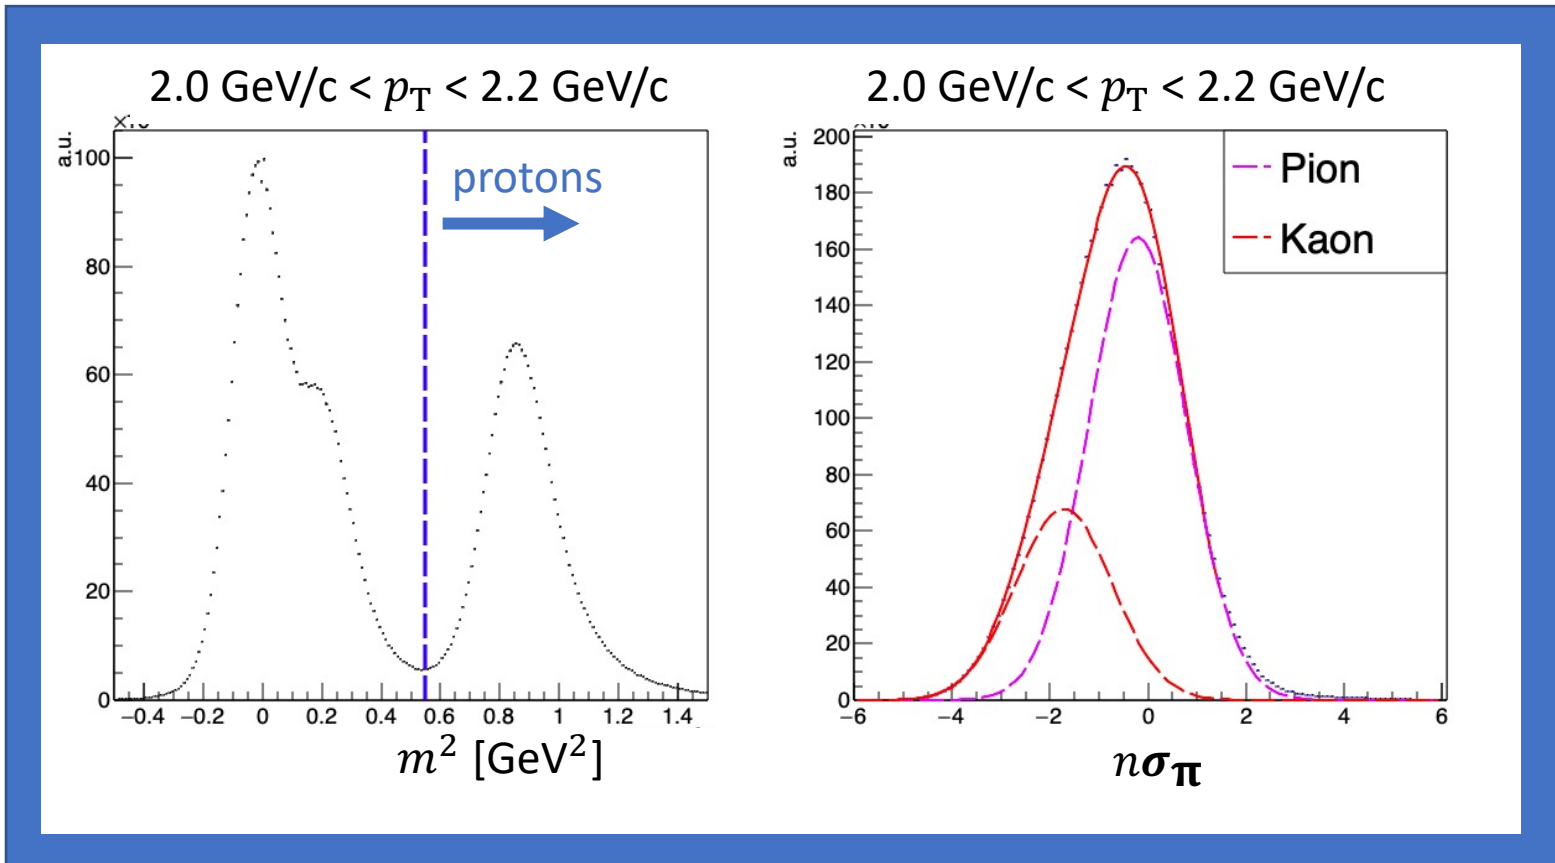 2.0 GeV/c < p_T < 2.2 GeV/c
a.u.
100
80
60
40
20
0
protons
−0.4 −0.2 0 0.2 0.4 0.6 0.8 1 1.2 1.4
m² [GeV²]
2.0 GeV/c < p_T < 2.2 GeV/c
a.u.
200
180
160
140
120
100
80
60
40
20
0
Pion
Kaon
−6 −4 −2 0 2 4 6
nσ_π